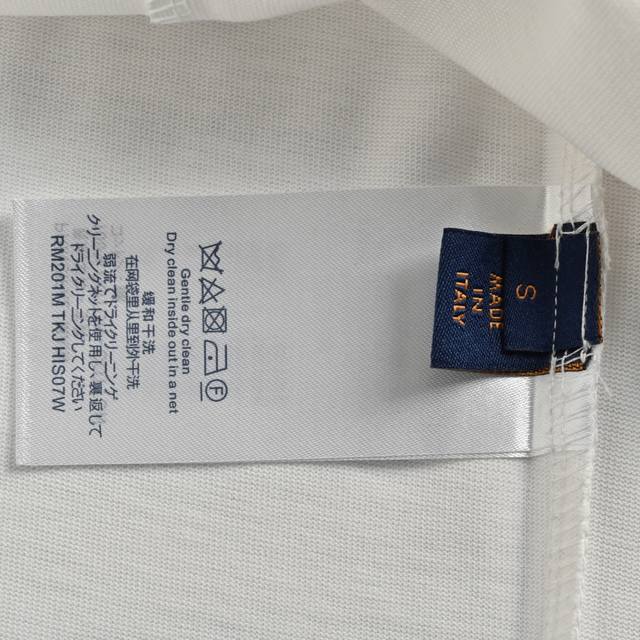 Gentle dry clean
Dry clean inside out in a net
缓和干洗
在网袋里从里到外干洗
弱流でドライクリーニング
クリーニングネットを使用し、裏返して
ドライクリーニングしてください
RM201M TKJ HIS07W
MADE
IN
ITALY
S